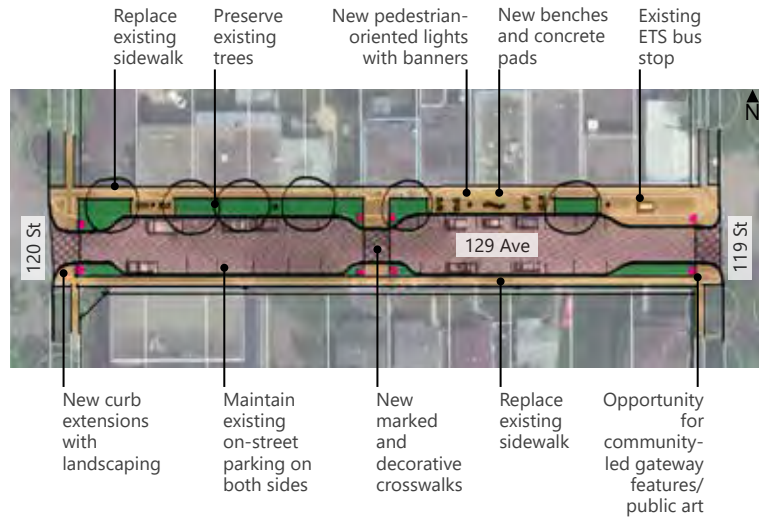 Replace
existing
sidewalk
Preserve
existing
trees
New pedestrian-
oriented lights
with banners
New benches
and concrete
pads
Existing
ETS bus
stop
N
120 St
129 Ave
119 St
New curb
extensions
with
landscaping
Maintain
existing
on-street
parking on
both sides
New
marked
and
decorative
crosswalks
Replace
existing
sidewalk
Opportunity
for
community-
led gateway
features/
public art